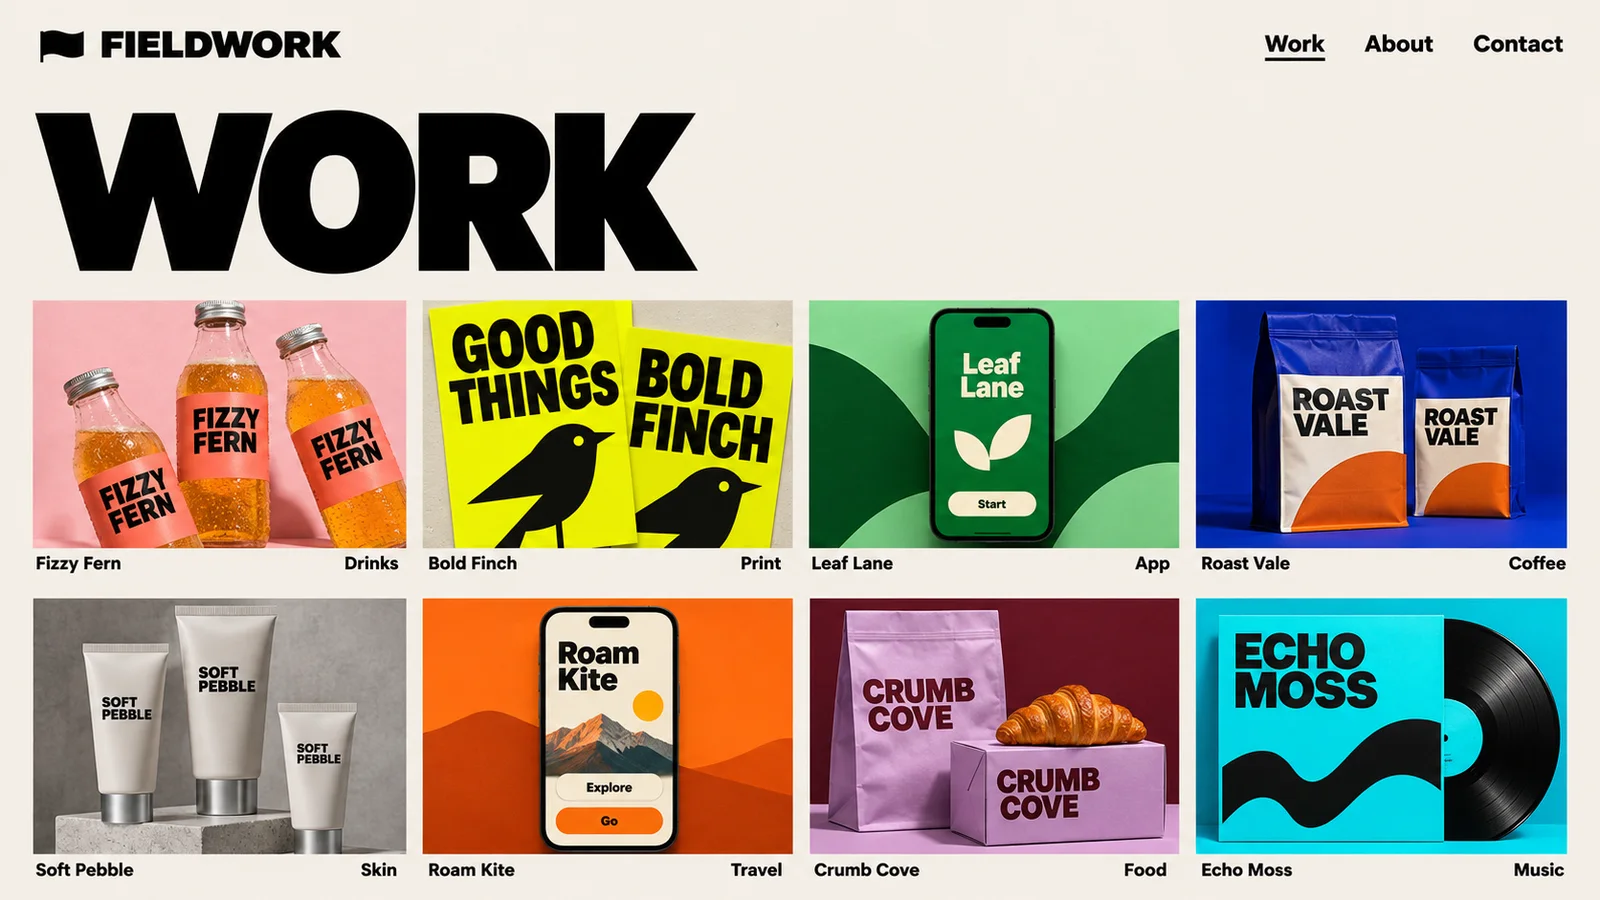 FIELDWORK
Work
About
Contact
WORK
FIZZY
FERN
FIZZY
FERN
FIZZY
FERN
GOOD
THINGS
BOLD
FINCH
Leaf
Lane
Start
ROAST
VALE
ROAST
VALE
Fizzy Fern
Drinks
Bold Finch
Print
Leaf Lane
App
Roast Vale
Coffee
SOFT
PEBBLE
SOFT
PEBBLE
SOFT
PEBBLE
Roam
Kite
Explore
Go
CRUMB
COVE
CRUMB
COVE
ECHO
MOSS
Soft Pebble
Skin
Roam Kite
Travel
Crumb Cove
Food
Echo Moss
Music